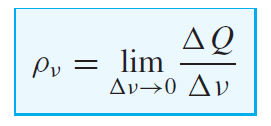 ρ_ν = lim_{Δν→0} ΔQ/Δν